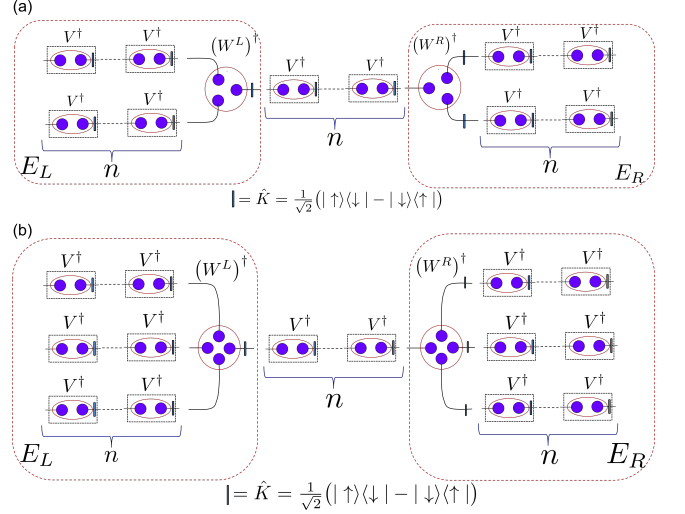 (a)
V† V† (W^L)† V† V† (W^R)† V† V†
V† V† V† V†
n
E_L n n E_R
| = K̂ = 1/√2 (| ↑⟩⟨↓ | − | ↓⟩⟨↑ |)
(b)
V† V† (W^L)† (W^R)† V† V†
V† V† V† V† V† V†
V† V† V† V†
n
E_L n n E_R
| = K̂ = 1/√2 (| ↑⟩⟨↓ | − | ↓⟩⟨↑ |)